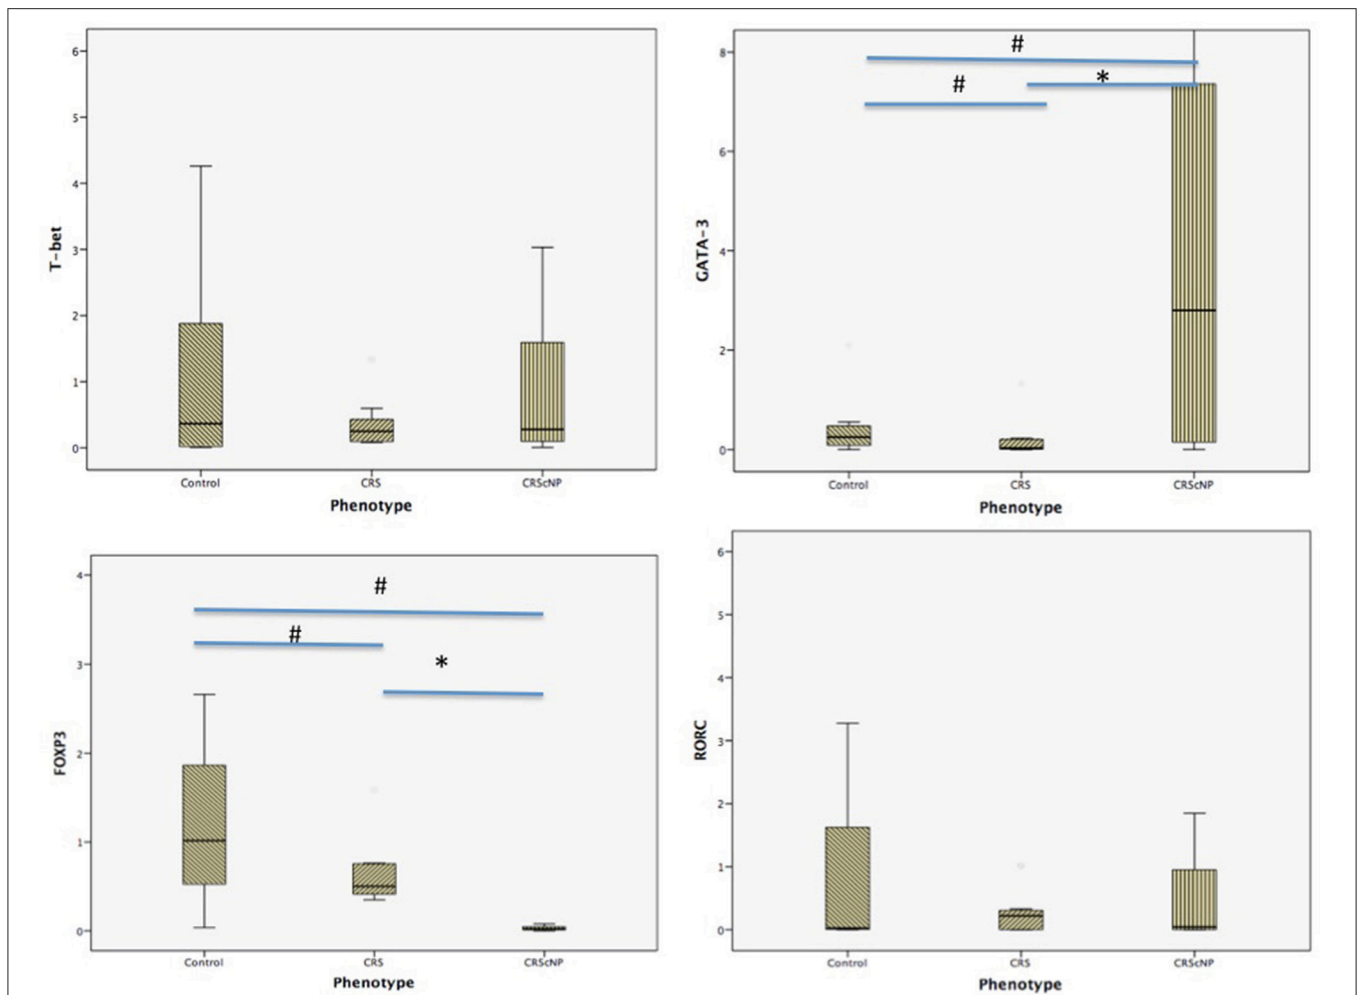 T-bet
6
5
4
3
2
1
0
Control CRS CRScNP
Phenotype
GATA-3
8
6
4
2
0
#
*
#
Control CRS CRScNP
Phenotype
FOXP3
4
3
2
1
0
#
#
*
Control CRS CRScNP
Phenotype
RORC
6
5
4
3
2
1
0
Control CRS CRScNP
Phenotype